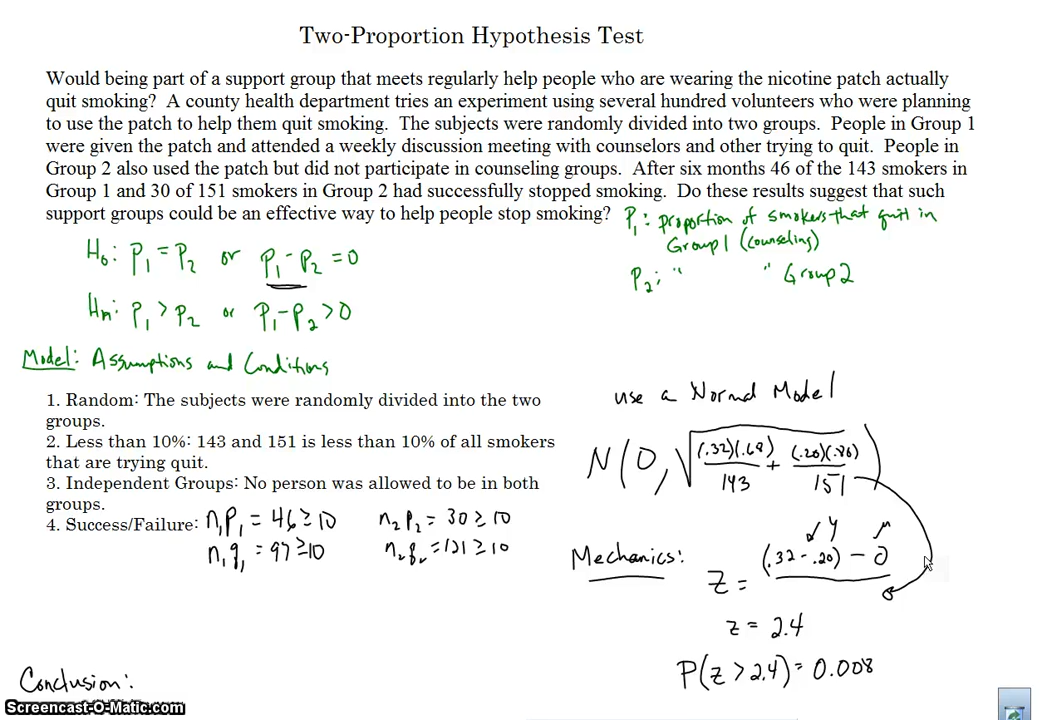 Two-Proportion Hypothesis Test
Would being part of a support group that meets regularly help people who are wearing the nicotine patch actually
quit smoking?  A county health department tries an experiment using several hundred volunteers who were planning
to use the patch to help them quit smoking.  The subjects were randomly divided into two groups.  People in Group 1
were given the patch and attended a weekly discussion meeting with counselors and other trying to quit.  People in
Group 2 also used the patch but did not participate in counseling groups.  After six months 46 of the 143 smokers in
Group 1 and 30 of 151 smokers in Group 2 had successfully stopped smoking.  Do these results suggest that such
support groups could be an effective way to help people stop smoking?
P₁: proportion of smokers that quit in
Group 1 (counseling)
P₂: " " Group 2
H₀: P₁ = P₂ or P₁ - P₂ = 0
Hₐ: P₁ > P₂ or P₁ - P₂ > 0
Model: Assumptions and Conditions
1. Random: The subjects were randomly divided into the two
groups.
2. Less than 10%: 143 and 151 is less than 10% of all smokers
that are trying quit.
3. Independent Groups: No person was allowed to be in both
groups.
4. Success/Failure: n₁p₁ = 46 ≥ 10 n₂p₂ = 30 ≥ 10
n₁q₁ = 97 ≥ 10 n₂q₂ = 121 ≥ 10
use a Normal Model
N(0, √((.32)(.68)/143 + (.20)(.80)/151))
y μ
Mechanics: z = (.32 - .20) - 0
z = 2.4
P(z > 2.4) = 0.008
Conclusion:
Screencast-O-Matic.com